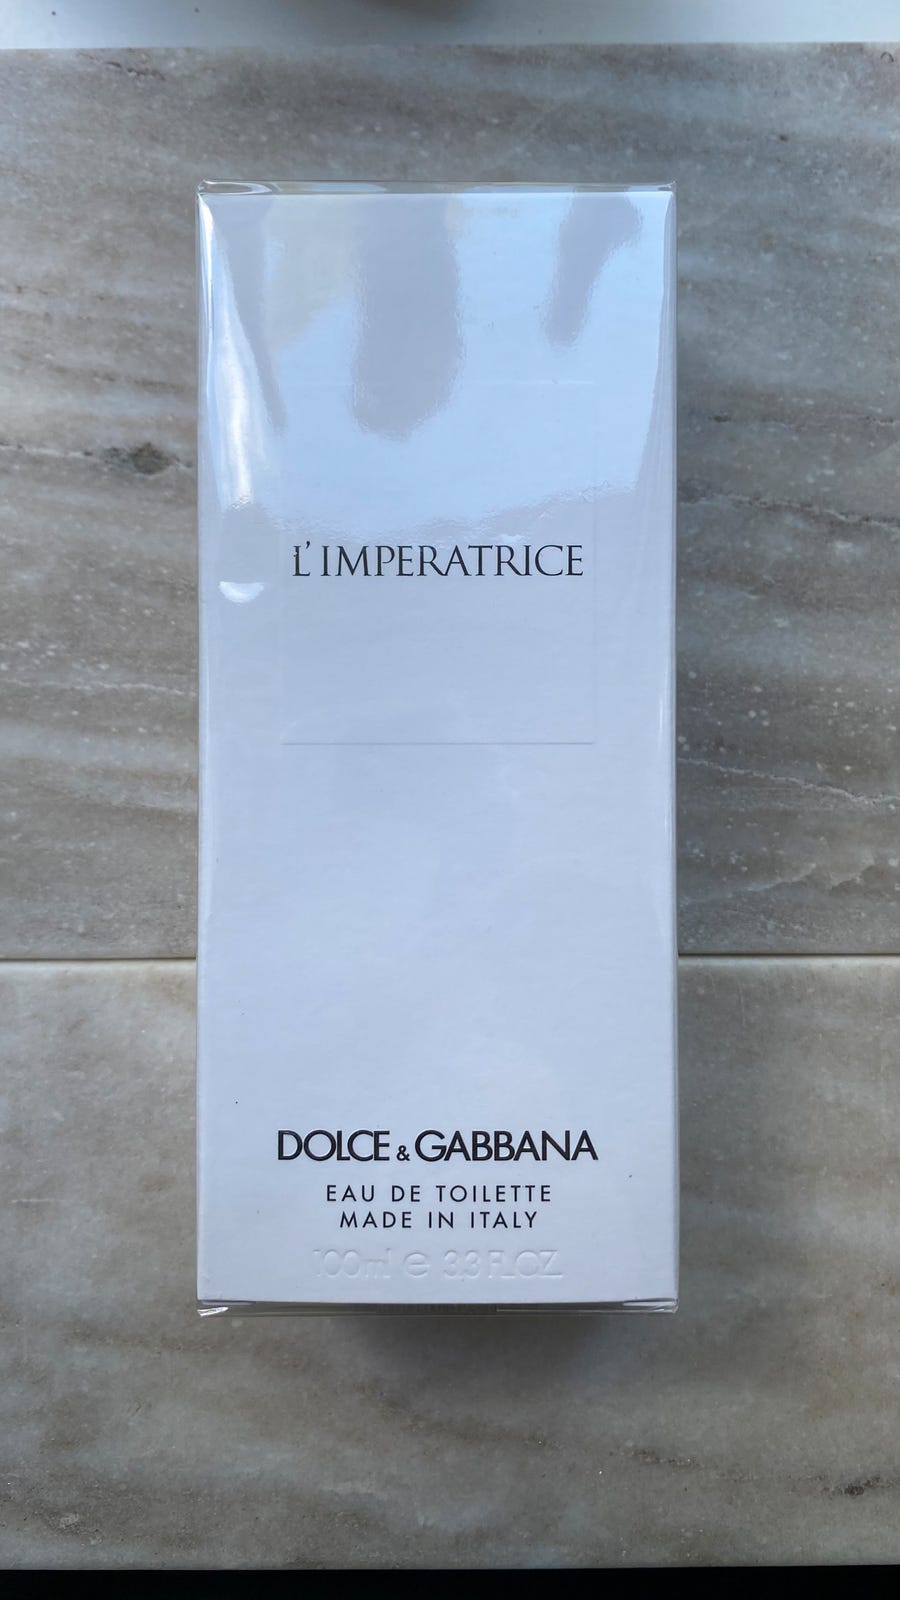 L'IMPERATRICE
DOLCE & GABBANA
EAU DE TOILETTE
MADE IN ITALY
100ml ℮ 3.3 FL.OZ.